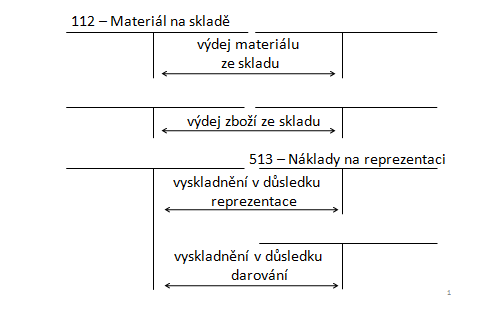 112 – Materiál na skladě
výdej materiálu
ze skladu
výdej zboží ze skladu
513 – Náklady na reprezentaci
vyskladnění v důsledku
reprezentace
vyskladnění v důsledku
darování
1